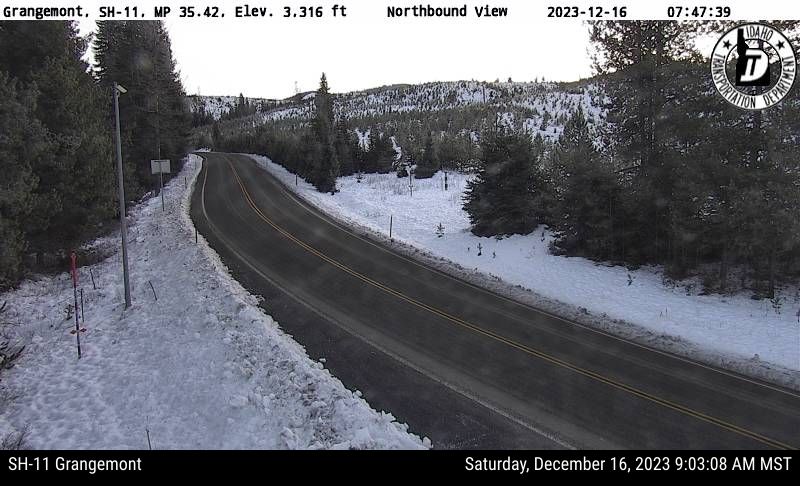 Grangemont, SH-11, MP 35.42, Elev. 3,316 ft Northbound View 2023-12-16 07:47:39
IDAHO
TRANSPORTATION DEPARTMENT
SH-11 Grangemont Saturday, December 16, 2023 9:03:08 AM MST